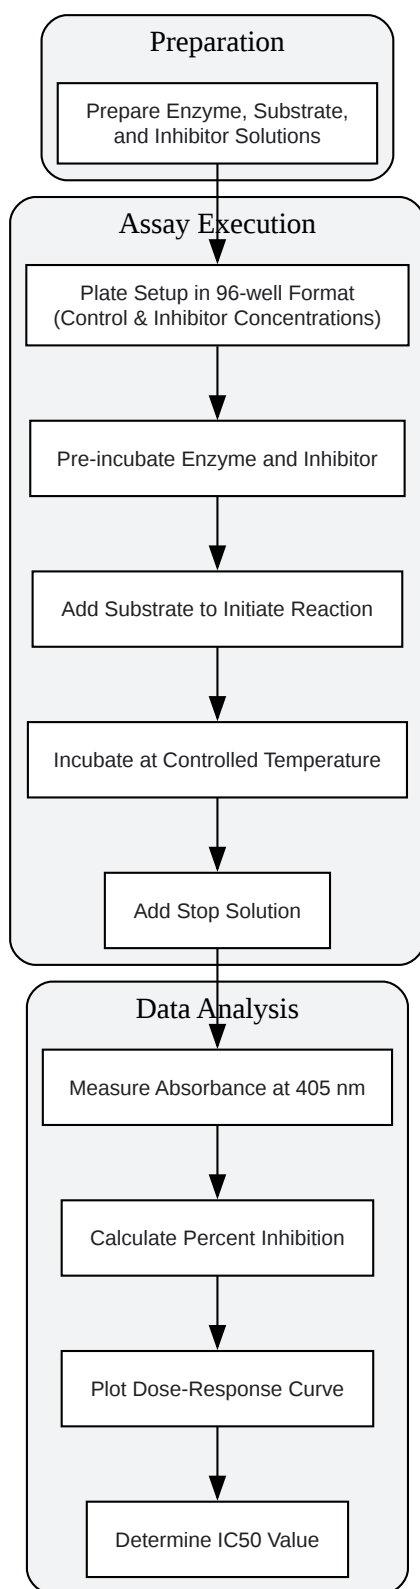 Preparation
Prepare Enzyme, Substrate,
and Inhibitor Solutions
Assay Execution
Plate Setup in 96-well Format
(Control & Inhibitor Concentrations)
Pre-incubate Enzyme and Inhibitor
Add Substrate to Initiate Reaction
Incubate at Controlled Temperature
Add Stop Solution
Data Analysis
Measure Absorbance at 405 nm
Calculate Percent Inhibition
Plot Dose-Response Curve
Determine IC50 Value